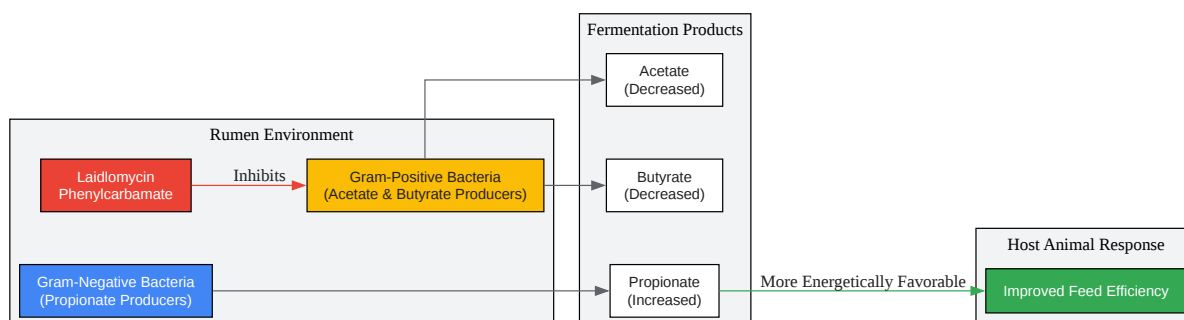 Fermentation Products
Acetate
(Decreased)
Rumen Environment
Laidlomycin
Phenylcarbamate
Inhibits
Gram-Positive Bacteria
(Acetate & Butyrate Producers)
Butyrate
(Decreased)
Host Animal Response
Gram-Negative Bacteria
(Propionate Producers)
Propionate
(Increased)
More Energetically Favorable
Improved Feed Efficiency